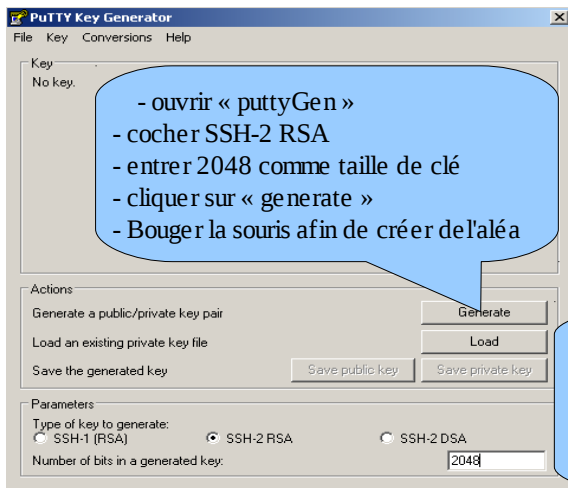 PuTTY Key Generator
File Key Conversions Help
Key
No key.
- ouvrir « puttyGen »
- cocher SSH-2 RSA
- entrer 2048 comme taille de clé
- cliquer sur « generate »
- Bouger la souris afin de créer de l'aléa
Actions
Generate a public/private key pair Generate
Load an existing private key file Load
Save the generated key Save public key Save private key
Parameters
Type of key to generate:
SSH-1 (RSA) SSH-2 RSA SSH-2 DSA
Number of bits in a generated key: 2048